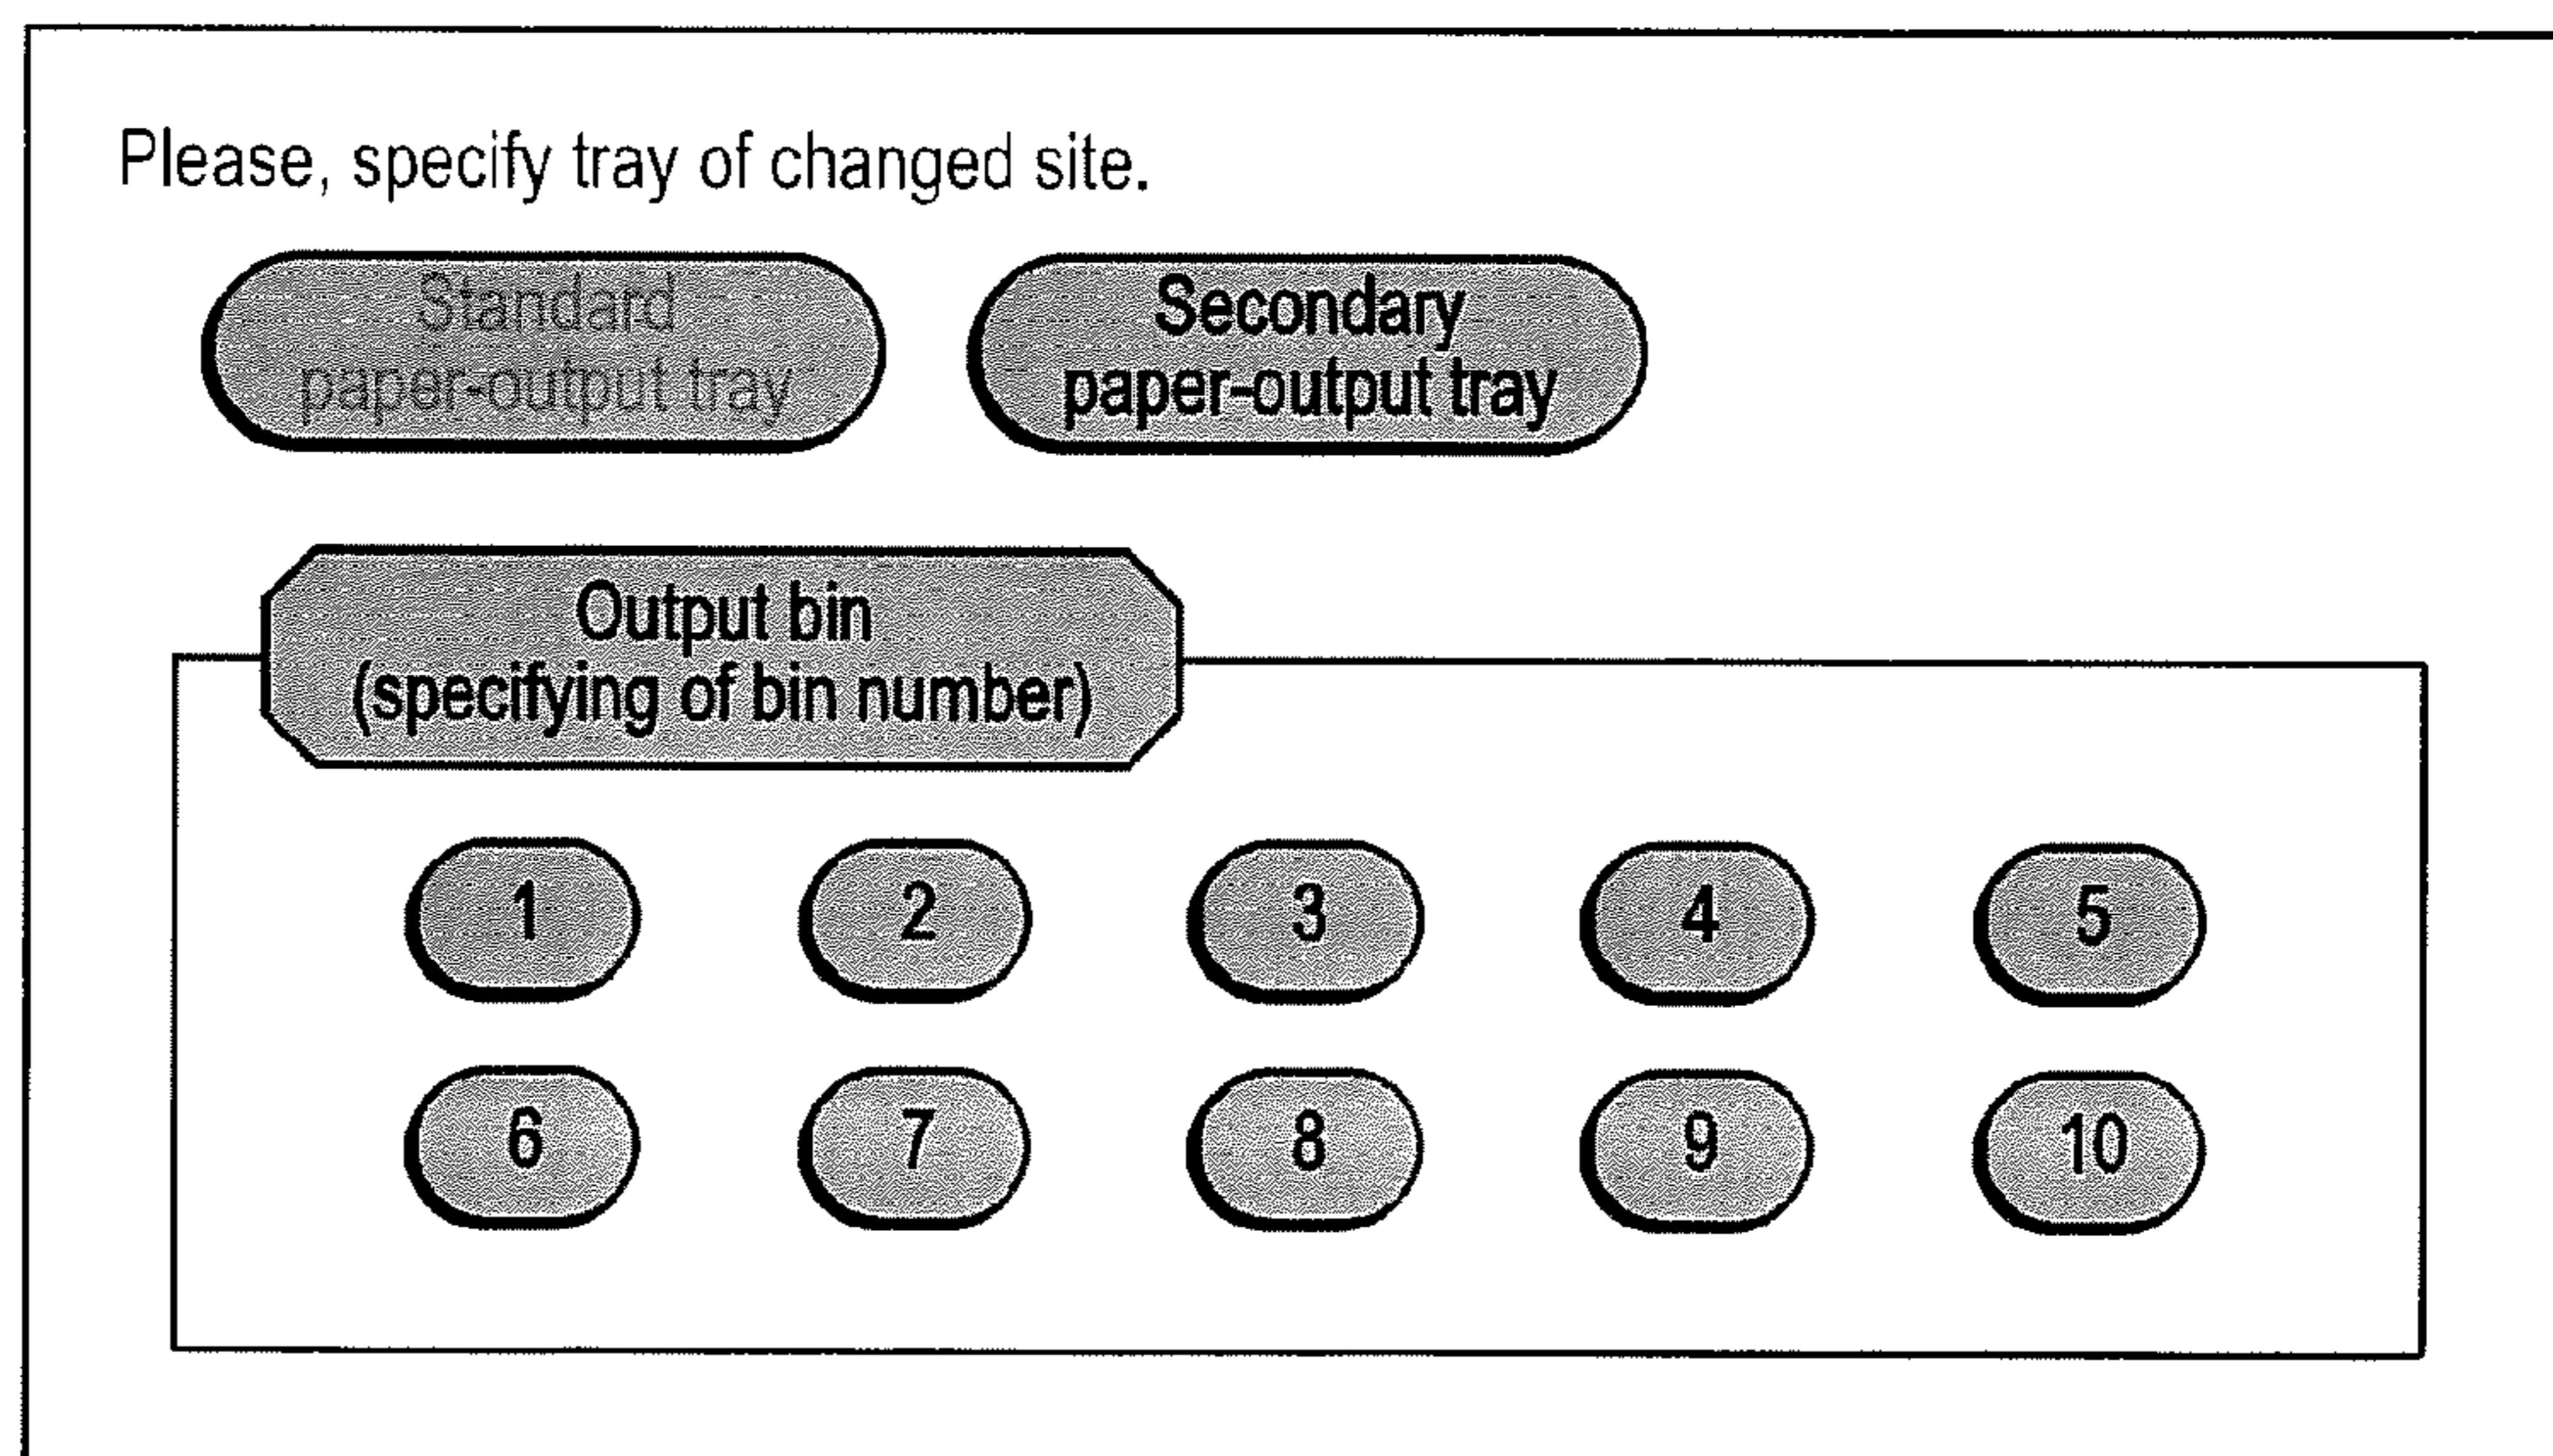 Please, specify tray of changed site.
Standard
paper-output tray
Secondary
paper-output tray
Output bin
(specifying of bin number)
1 2 3 4 5
6 7 8 9 10